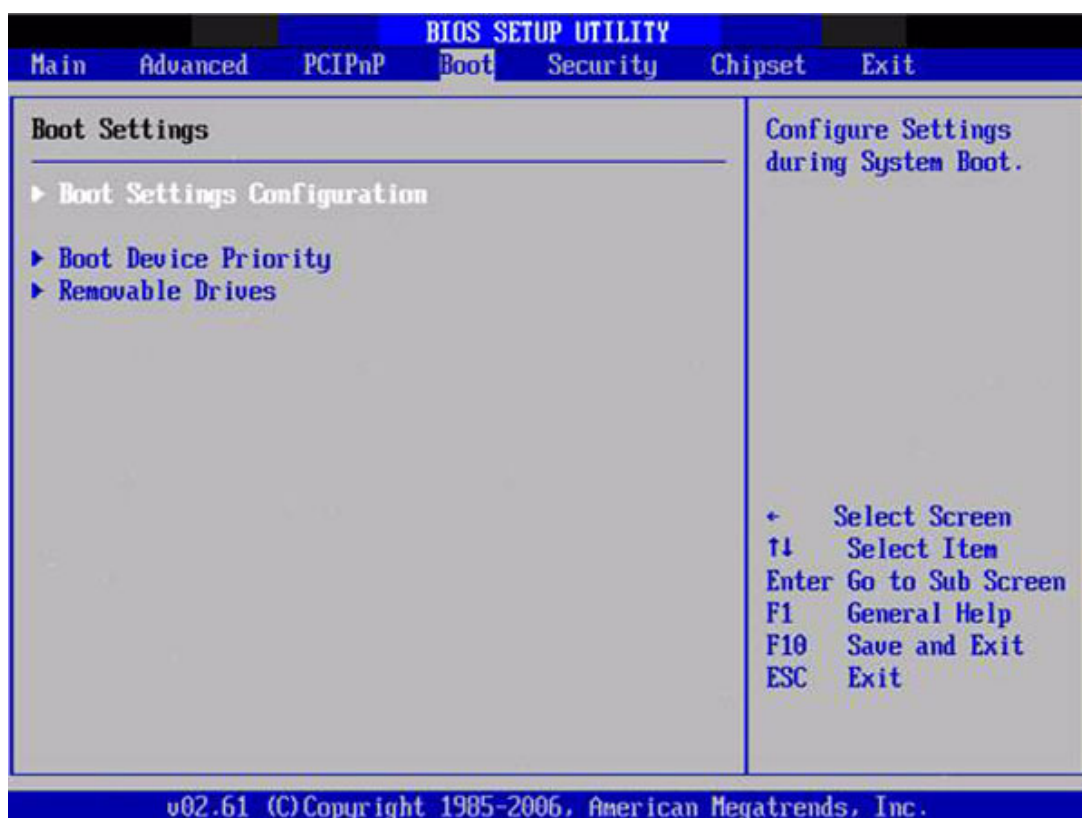 BIOS SETUP UTILITY
Main Advanced PCIPnP Boot Security Chipset Exit
Boot Settings
▶ Boot Settings Configuration
▶ Boot Device Priority
▶ Removable Drives
Configure Settings
during System Boot.
← Select Screen
↑↓ Select Item
Enter Go to Sub Screen
F1 General Help
F10 Save and Exit
ESC Exit
v02.61 (C)Copyright 1985-2006, American Megatrends, Inc.